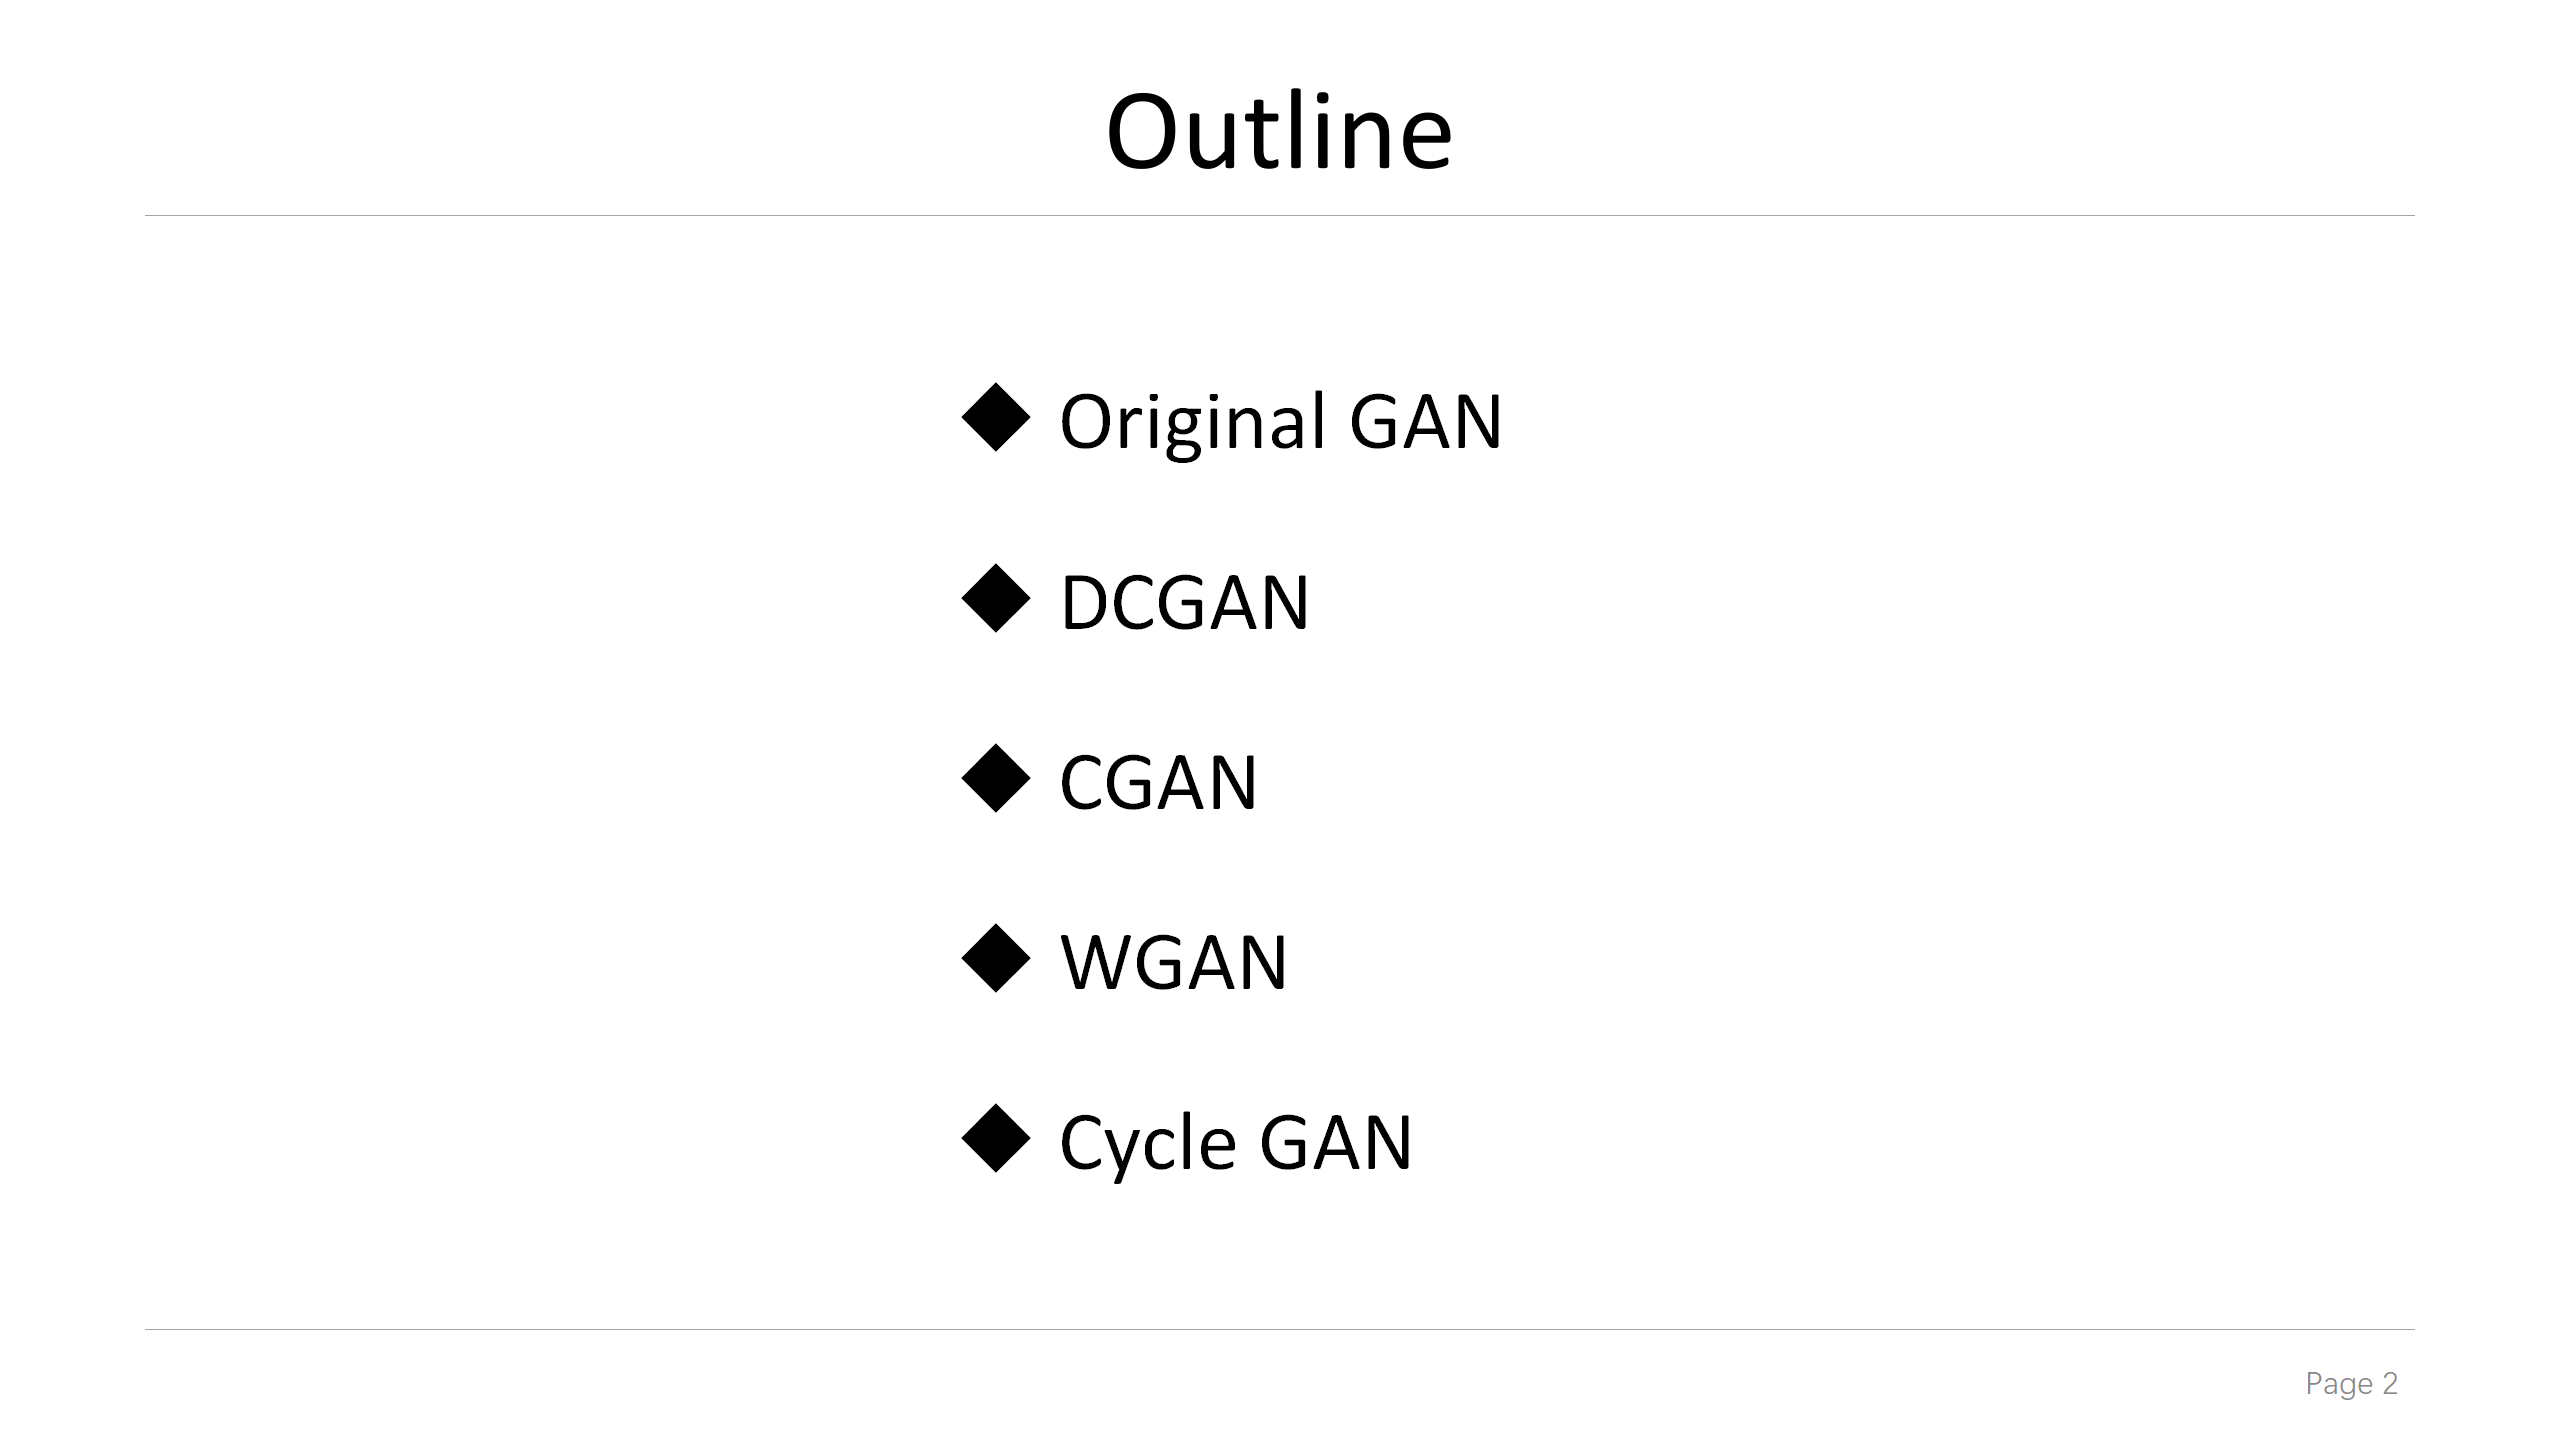 Outline
◆ Original GAN
◆ DCGAN
◆ CGAN
◆ WGAN
◆ Cycle GAN
Page 2